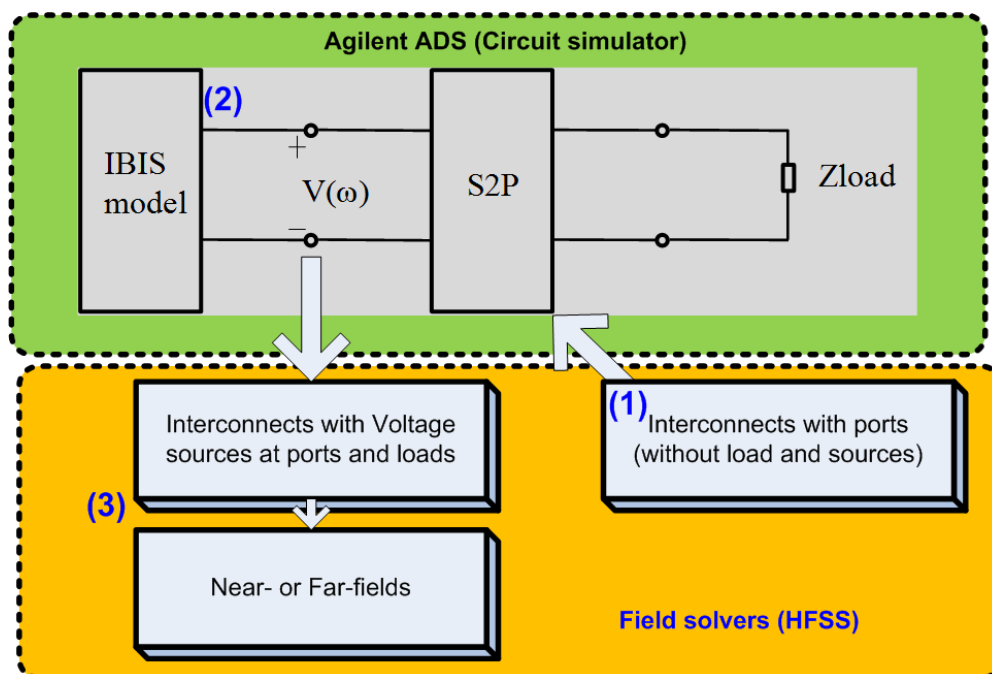 Agilent ADS (Circuit simulator)
(2)
IBIS
model
+
V(ω)
−
S2P
Zload
(1)
Interconnects with Voltage
sources at ports and loads
Interconnects with ports
(without load and sources)
(3)
Near- or Far-fields
Field solvers (HFSS)